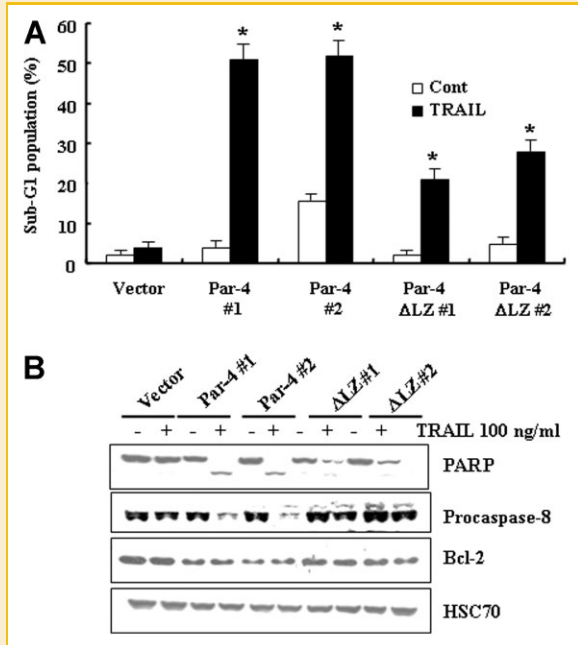 A
Sub-G1 population (%)
60
50
40
30
20
10
0
Cont
TRAIL
*
*
*
*
Vector
Par-4 #1
Par-4 #2
Par-4 ΔLZ #1
Par-4 ΔLZ #2
B
Vector Par-4 #1 Par-4 #2 ΔLZ#1 ΔLZ#2
- + - + - + - + - + TRAIL 100 ng/ml
PARP
Procaspase-8
Bcl-2
HSC70